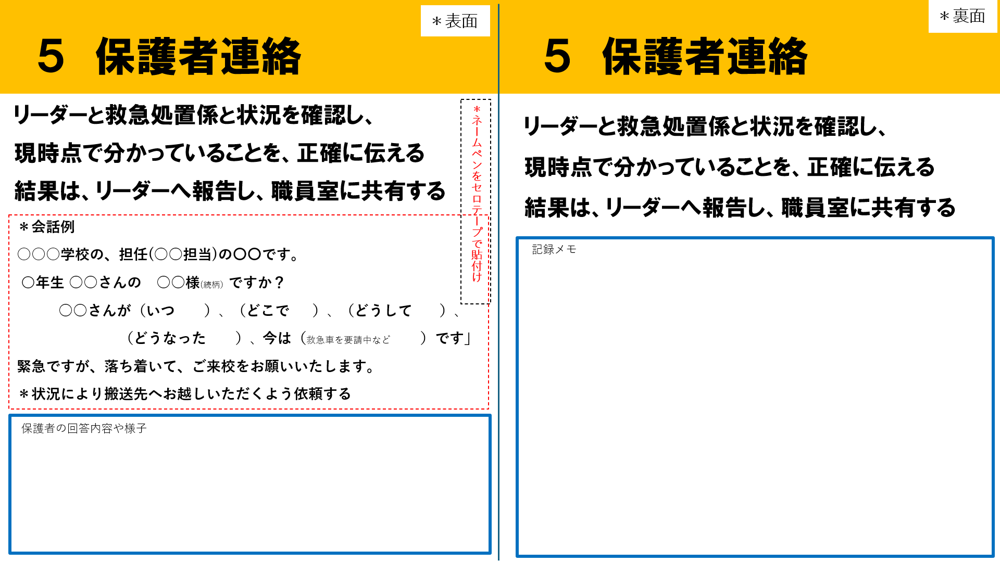 ＊表面
５　保護者連絡
リーダーと救急処置係と状況を確認し、
現時点で分かっていることを、正確に伝える
結果は、リーダーへ報告し、職員室に共有する
＊ネームペンをセロテープで貼付け
＊会話例
○○○学校の、担任(○○担当)の〇〇です。
○年生 ○○さんの　○○様(続柄) ですか？
○○さんが（いつ　　）、（どこで　）、（どうして　　）、
（どうなった　　）、今は（救急車を要請中など　　）です」
緊急ですが、落ち着いて、ご来校をお願いいたします。
＊状況により搬送先へお越しいただくよう依頼する
保護者の回答内容や様子
＊裏面
５　保護者連絡
リーダーと救急処置係と状況を確認し、
現時点で分かっていることを、正確に伝える
結果は、リーダーへ報告し、職員室に共有する
記録メモ